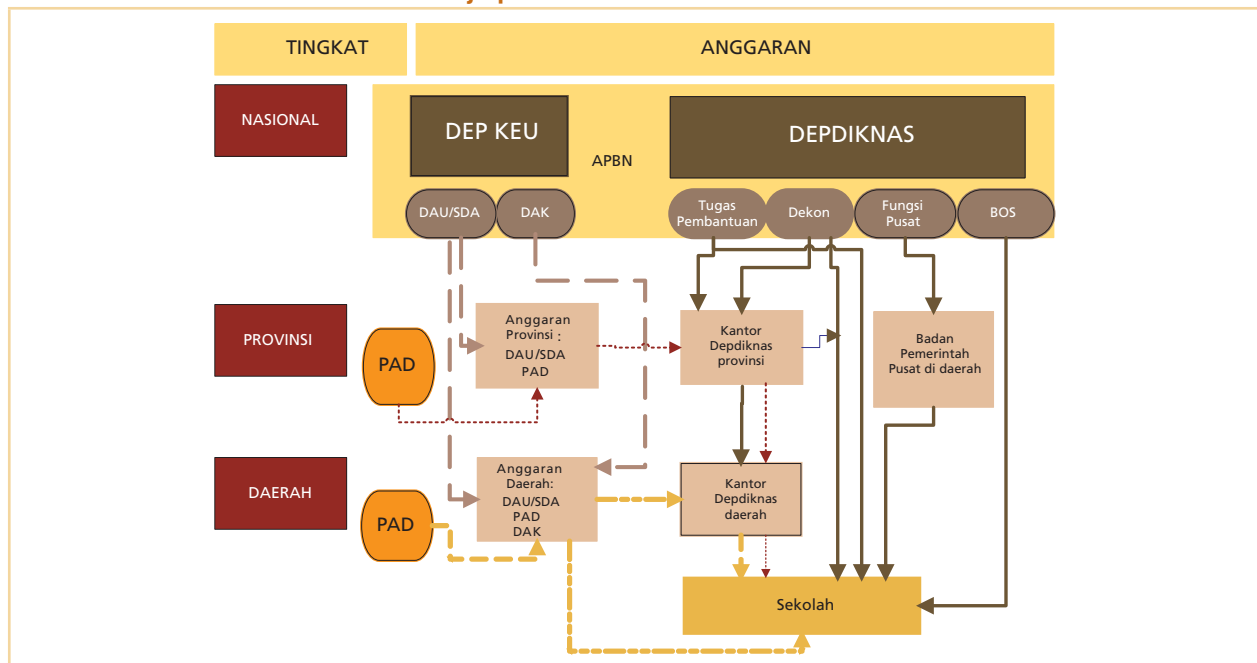 TINGKAT
ANGGARAN
NASIONAL
DEP KEU
APBN
DEPDIKNAS
DAU/SDA
DAK
Tugas
Pembantuan
Dekon
Fungsi
Pusat
BOS
PROVINSI
PAD
Anggaran
Provinsi :
DAU/SDA
PAD
Kantor
Depdiknas
provinsi
Badan
Pemerintah
Pusat di daerah
DAERAH
PAD
Anggaran
Daerah:
DAU/SDA
PAD
DAK
Kantor
Depdiknas
daerah
Sekolah